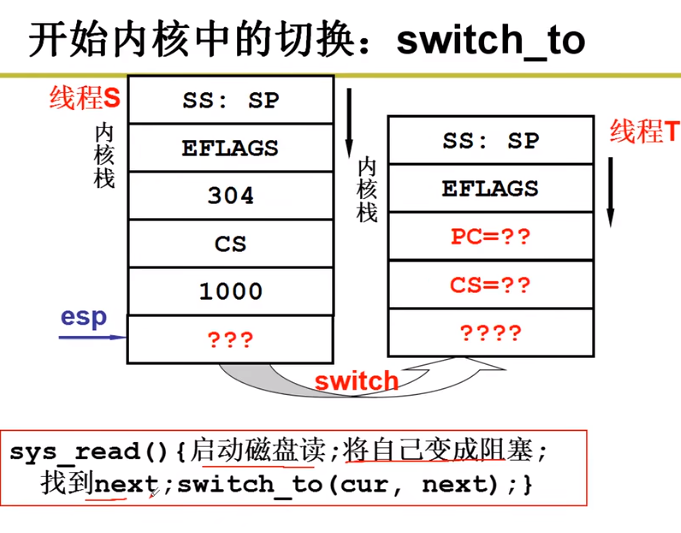 开始内核中的切换：switch_to
线程S
内核栈
SS: SP
EFLAGS
304
CS
1000
esp
???
内核栈
线程T
SS: SP
EFLAGS
PC=??
CS=??
????
switch
sys_read(){启动磁盘读;将自己变成阻塞;
找到next;switch_to(cur, next);}